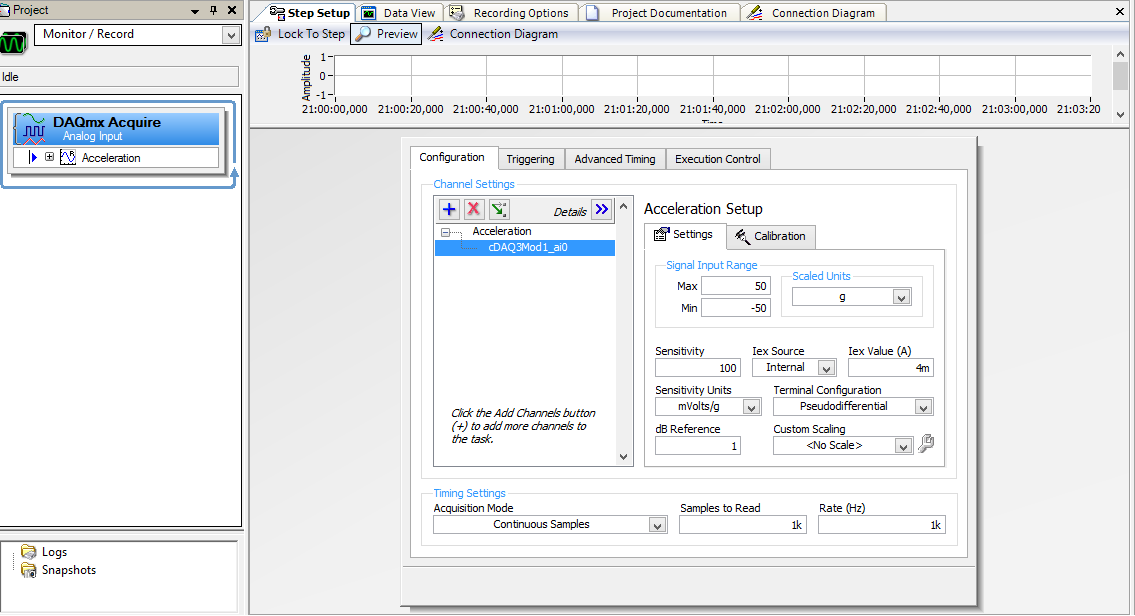 Project
Monitor / Record
Idle
DAQmx Acquire
Analog Input
Acceleration
Logs
Snapshots
Step Setup
Data View
Recording Options
Project Documentation
Connection Diagram
Lock To Step
Preview
Connection Diagram
Amplitude
1
0
-1
21:00:00,000 21:00:20,000 21:00:40,000 21:01:00,000 21:01:20,000 21:01:40,000 21:02:00,000 21:02:20,000 21:02:40,000 21:03:00,000 21:03:20
Configuration
Triggering
Advanced Timing
Execution Control
Channel Settings
Details
Acceleration
cDAQ3Mod1_ai0
Click the Add Channels button
(+) to add more channels to
the task.
Acceleration Setup
Settings
Calibration
Signal Input Range
Max 50
Min -50
Scaled Units
g
Sensitivity
100
Iex Source
Internal
Iex Value (A)
4m
Sensitivity Units
mVolts/g
Terminal Configuration
Pseudodifferential
dB Reference
1
Custom Scaling
<No Scale>
Timing Settings
Acquisition Mode
Continuous Samples
Samples to Read
1k
Rate (Hz)
1k